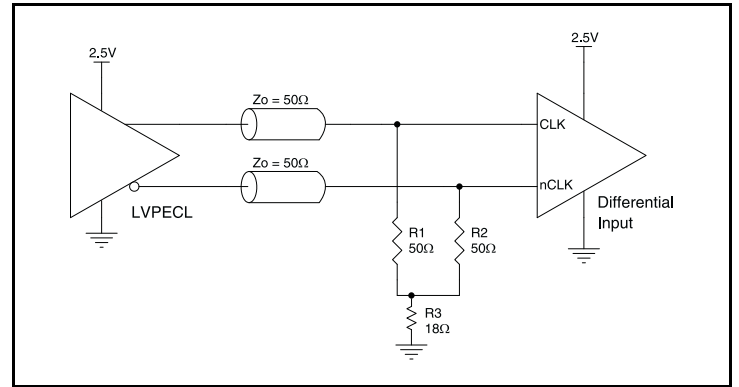 2.5V
2.5V
Zo = 50Ω
CLK
Zo = 50Ω
nCLK
LVPECL
Differential
Input
R1
50Ω
R2
50Ω
R3
18Ω